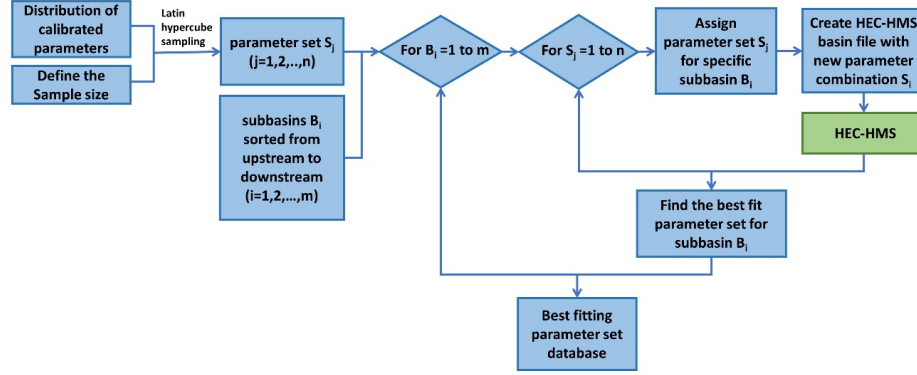 Distribution of
calibrated
parameters
Define the
Sample size
Latin
hypercube
sampling
parameter set Sj
(j=1,2,..,n)
subbasins Bi
sorted from
upstream to
downstream
(i=1,2,...,m)
For Bi =1 to m
For Sj =1 to n
Assign
parameter set Sj
for specific
subbasin Bi
Create HEC-HMS
basin file with
new parameter
combination Si
HEC-HMS
Find the best fit
parameter set for
subbasin Bi
Best fitting
parameter set
database